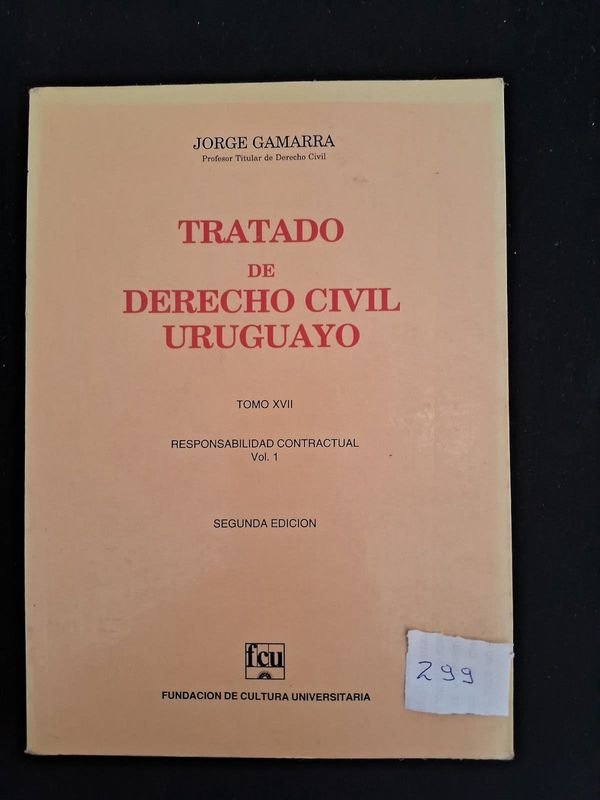 JORGE GAMARRA
Profesor Titular de Derecho Civil
TRATADO
DE
DERECHO CIVIL
URUGUAYO
TOMO XVII
RESPONSABILIDAD CONTRACTUAL
Vol. 1
SEGUNDA EDICION
fcu
FUNDACION DE CULTURA UNIVERSITARIA
299